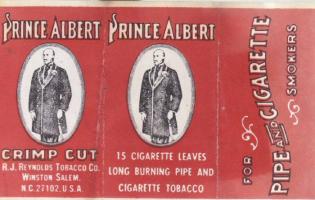 PRINCE ALBERT
CRIMP CUT
R.J. REYNOLDS TOBACCO CO.
WINSTON SALEM.
N.C. 27102, U.S.A.
PRINCE ALBERT
15 CIGARETTE LEAVES
LONG BURNING PIPE AND
CIGARETTE TOBACCO
FOR
PIPE AND CIGARETTE
SMOKERS